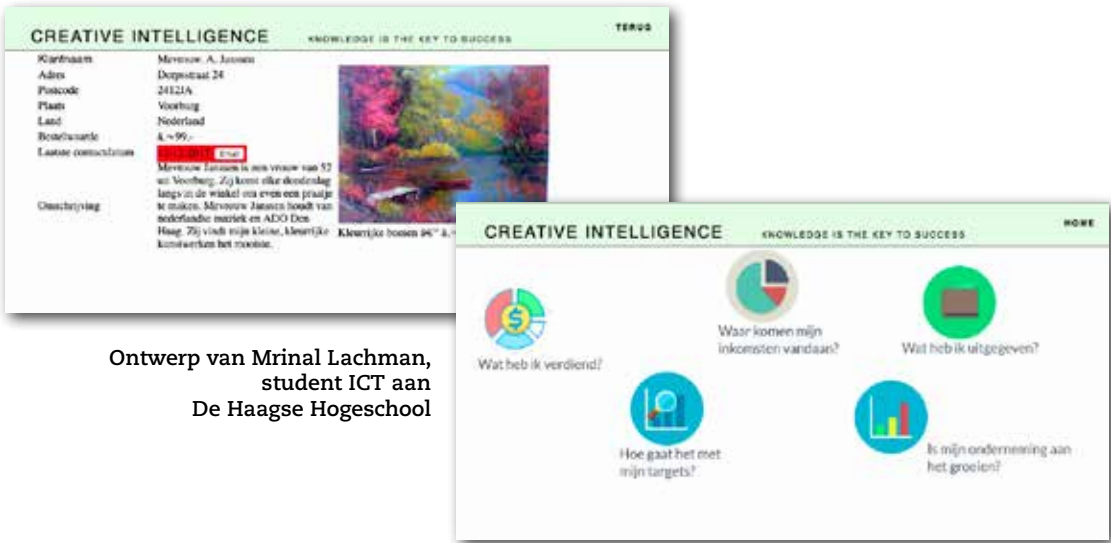 CREATIVE INTELLIGENCE KNOWLEDGE IS THE KEY TO SUCCESS TERUG
Klantnaam Mevrouw. A. Janssen
Adres Dorpsstraat 24
Postcode 2412JA
Plaats Voorburg
Land Nederland
Bestelwaarde 99,-
Laatste contactdatum Email
Omschrijving
Mevrouw Janssen is een vrouw van 52
uit Voorburg. Zij komt elke donderdag
langs in de winkel om even een praatje
te maken. Mevrouw Janssen houdt van
nederlandse muziek en ADO Den
Haag. Zij vindt mijn kleine, kleurrijke
kunstwerken het mooiste.
Kleurrijke bossen
CREATIVE INTELLIGENCE KNOWLEDGE IS THE KEY TO SUCCESS HOME
Wat heb ik verdiend?
Waar komen mijn
inkomsten vandaan?
Wat heb ik uitgegeven?
Hoe gaat het met
mijn targets?
Is mijn onderneming aan
het groeien?
Ontwerp van Mrinal Lachman,
student ICT aan
De Haagse Hogeschool